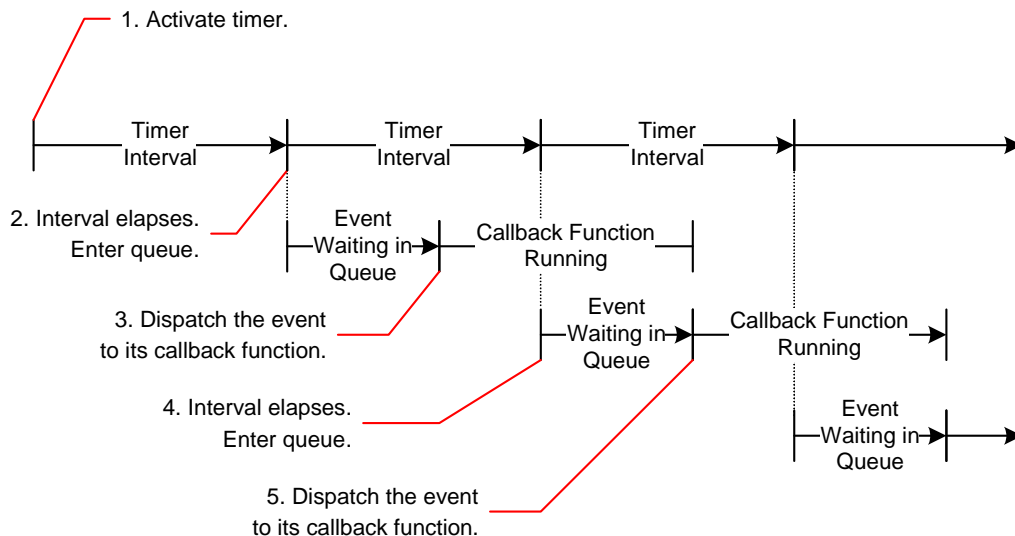 1. Activate timer.
Timer
Interval
Timer
Interval
Timer
Interval
2. Interval elapses.
Enter queue.
Event
Waiting in
Queue
Callback Function
Running
3. Dispatch the event
to its callback function.
Event
Waiting in
Queue
Callback Function
Running
4. Interval elapses.
Enter queue.
Event
Waiting in
Queue
5. Dispatch the event
to its callback function.